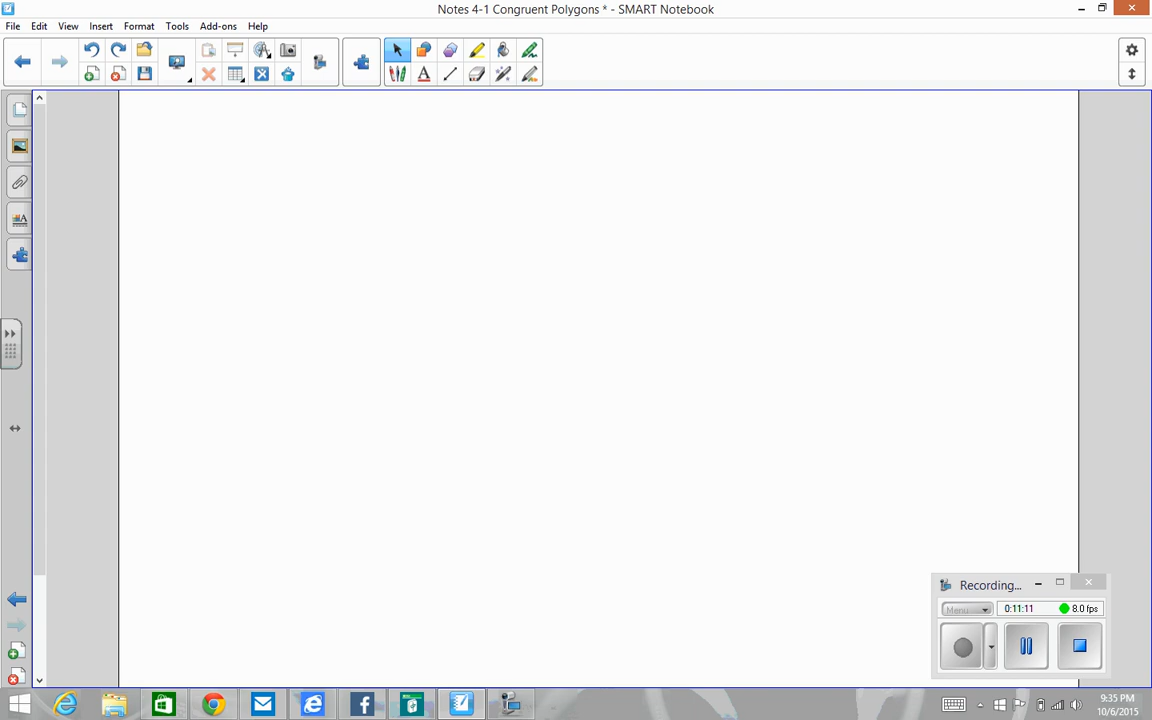 Notes 4-1 Congruent Polygons * - SMART Notebook
File Edit View Insert Format Tools Add-ons Help
Recording...
Menu 0:11:11 8.0 fps
9:35 PM
10/6/2015